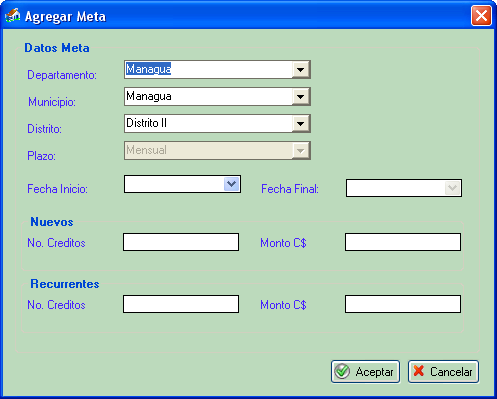 Agregar Meta
Datos Meta
Departamento: Managua
Municipio: Managua
Distrito: Distrito II
Plazo: Mensual
Fecha Inicio: Fecha Final:
Nuevos
No. Creditos Monto C$
Recurrentes
No. Creditos Monto C$
Aceptar Cancelar